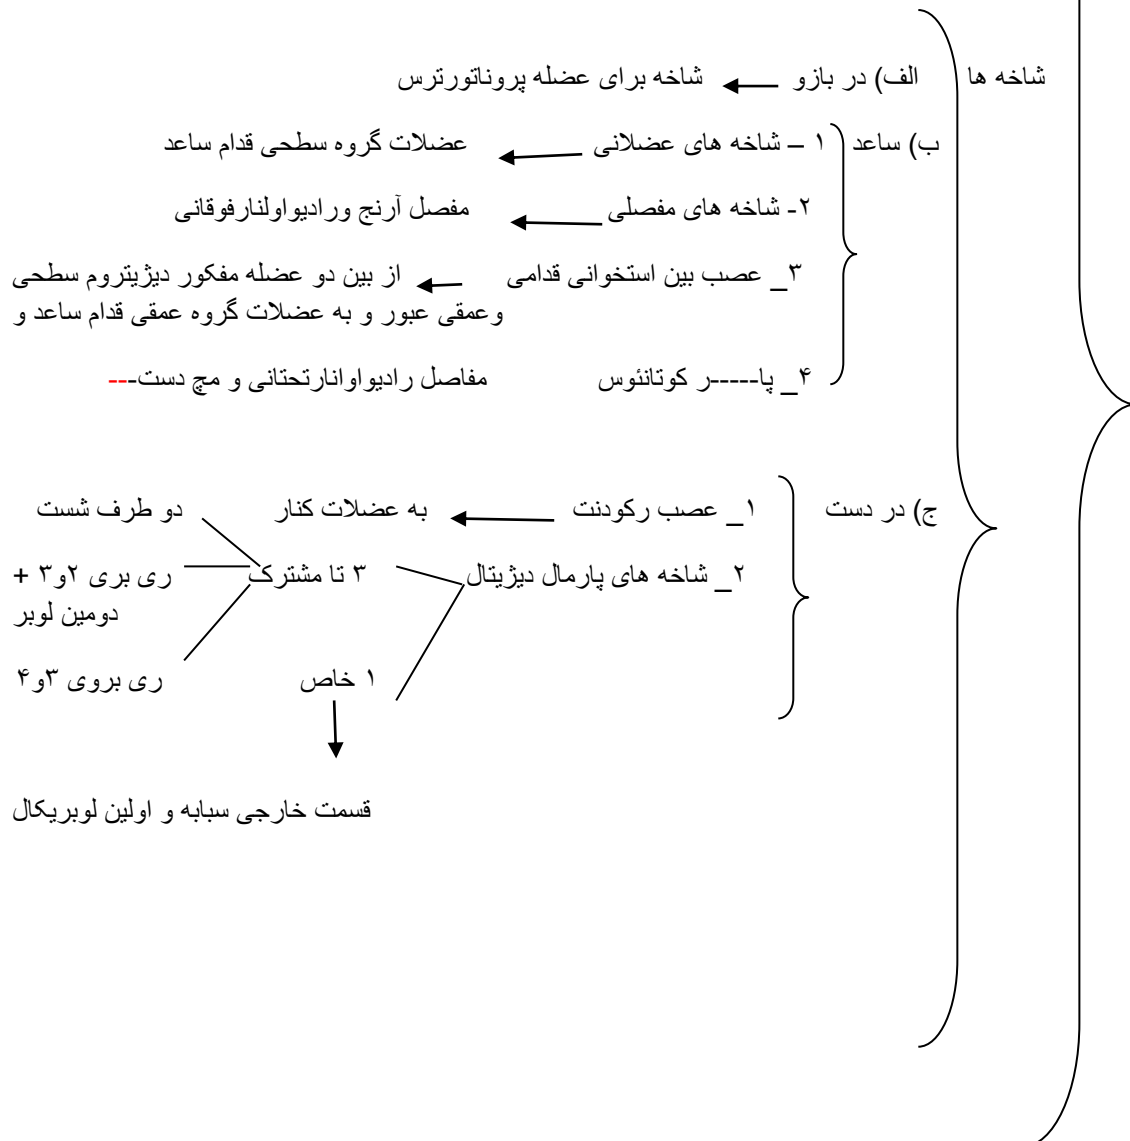 شاخه ها الف) در بازو شاخه برای عضله پروناتورترس
ب) ساعد ۱ – شاخه های عضلانی عضلات گروه سطحی قدام ساعد
۲- شاخه های مفصلی مفصل آرنج ورادیواولنارفوقانی
۳_ عصب بین استخوانی قدامی از بین دو عضله مفکور دیژیتروم سطحی
وعمقی عبور و به عضلات گروه عمقی قدام ساعد و
۴_ پا-----ر کوتانئوس مفاصل رادیواوانارتحتانی و مچ دست---
ج) در دست ۱_ عصب رکودنت به عضلات کنار دو طرف شست
۲_ شاخه های پارمال دیژیتال ۳ تا مشترک ری بری ۲و۳ +
دومین لوبر
۱ خاص ری بروی ۳و۴
قسمت خارجی سبابه و اولین لوبریکال